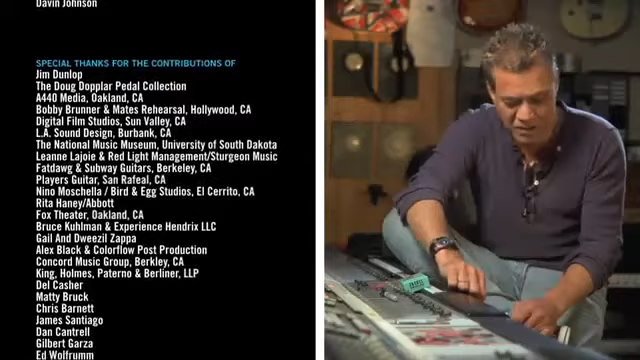 Davin Johnson
SPECIAL THANKS FOR THE CONTRIBUTIONS OF
Jim Dunlop
The Doug Dopplar Pedal Collection
A440 Media, Oakland, CA
Bobby Brunner & Mates Rehearsal, Hollywood, CA
Digital Film Studios, Sun Valley, CA
L.A. Sound Design, Burbank, CA
The National Music Museum, University of South Dakota
Leanne Lajoie & Red Light Management/Sturgeon Music
Fatdawg & Subway Guitars, Berkeley, CA
Players Guitar, San Rafeal, CA
Nino Moschella / Bird & Egg Studios, El Cerrito, CA
Rita Haney/Abbott
Fox Theater, Oakland, CA
Bruce Kuhlman & Experience Hendrix LLC
Gail And Dweezil Zappa
Alex Black & Colorflow Post Production
Concord Music Group, Berkley, CA
King, Holmes, Paterno & Berliner, LLP
Del Casher
Matty Bruck
Chris Barnett
James Santiago
Dan Cantrell
Gilbert Garza
Ed Wolfrumm